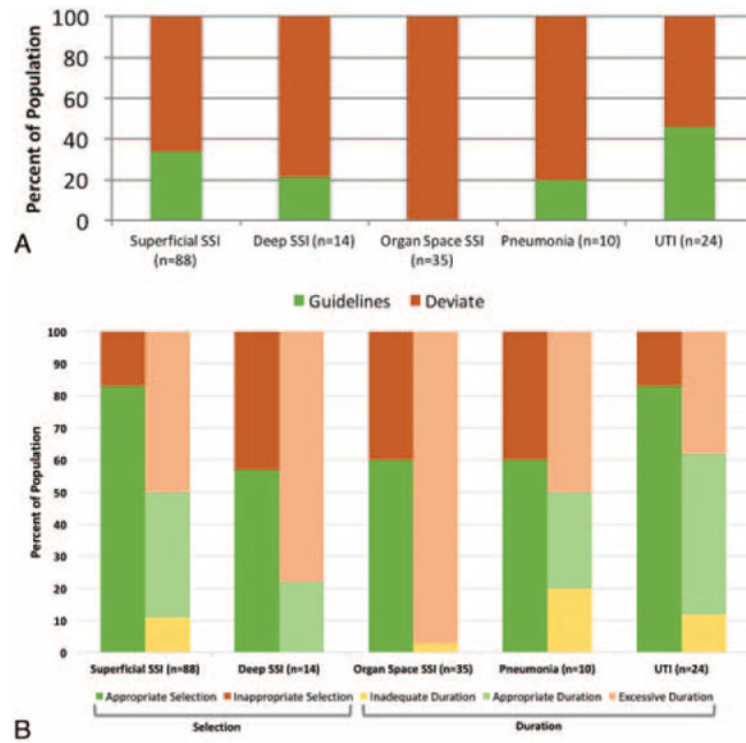 Percent of Population
100
80
60
40
20
0
A
Superficial SSI (n=88)
Deep SSI (n=14)
Organ Space SSI (n=35)
Pneumonia (n=10)
UTI (n=24)
Guidelines
Deviate
Percent of Population
100
90
80
70
60
50
40
30
20
10
0
Superficial SSI (n=88)
Deep SSI (n=14)
Organ Space SSI (n=35)
Pneumonia (n=10)
UTI (n=24)
Appropriate Selection
Inappropriate Selection
Inadequate Duration
Appropriate Duration
Excessive Duration
B
Selection
Duration